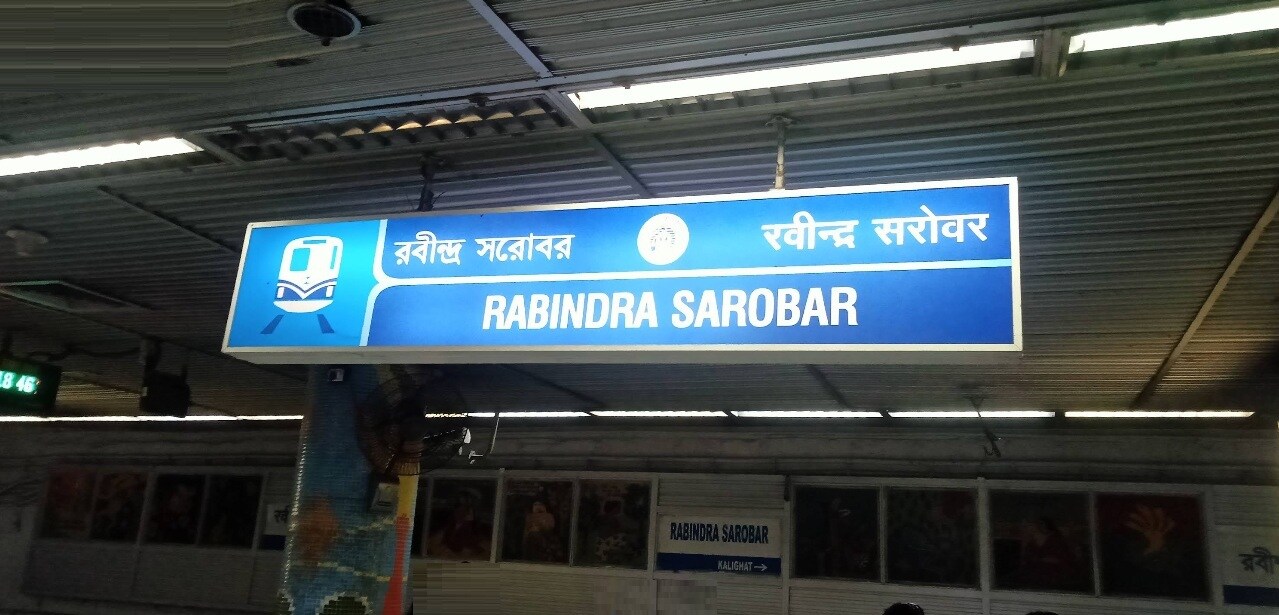 রবীন্দ্র সরোবর
रवीन्द्र सरोवर
RABINDRA SAROBAR
18 46
RABINDRA SAROBAR
KALIGHAT→